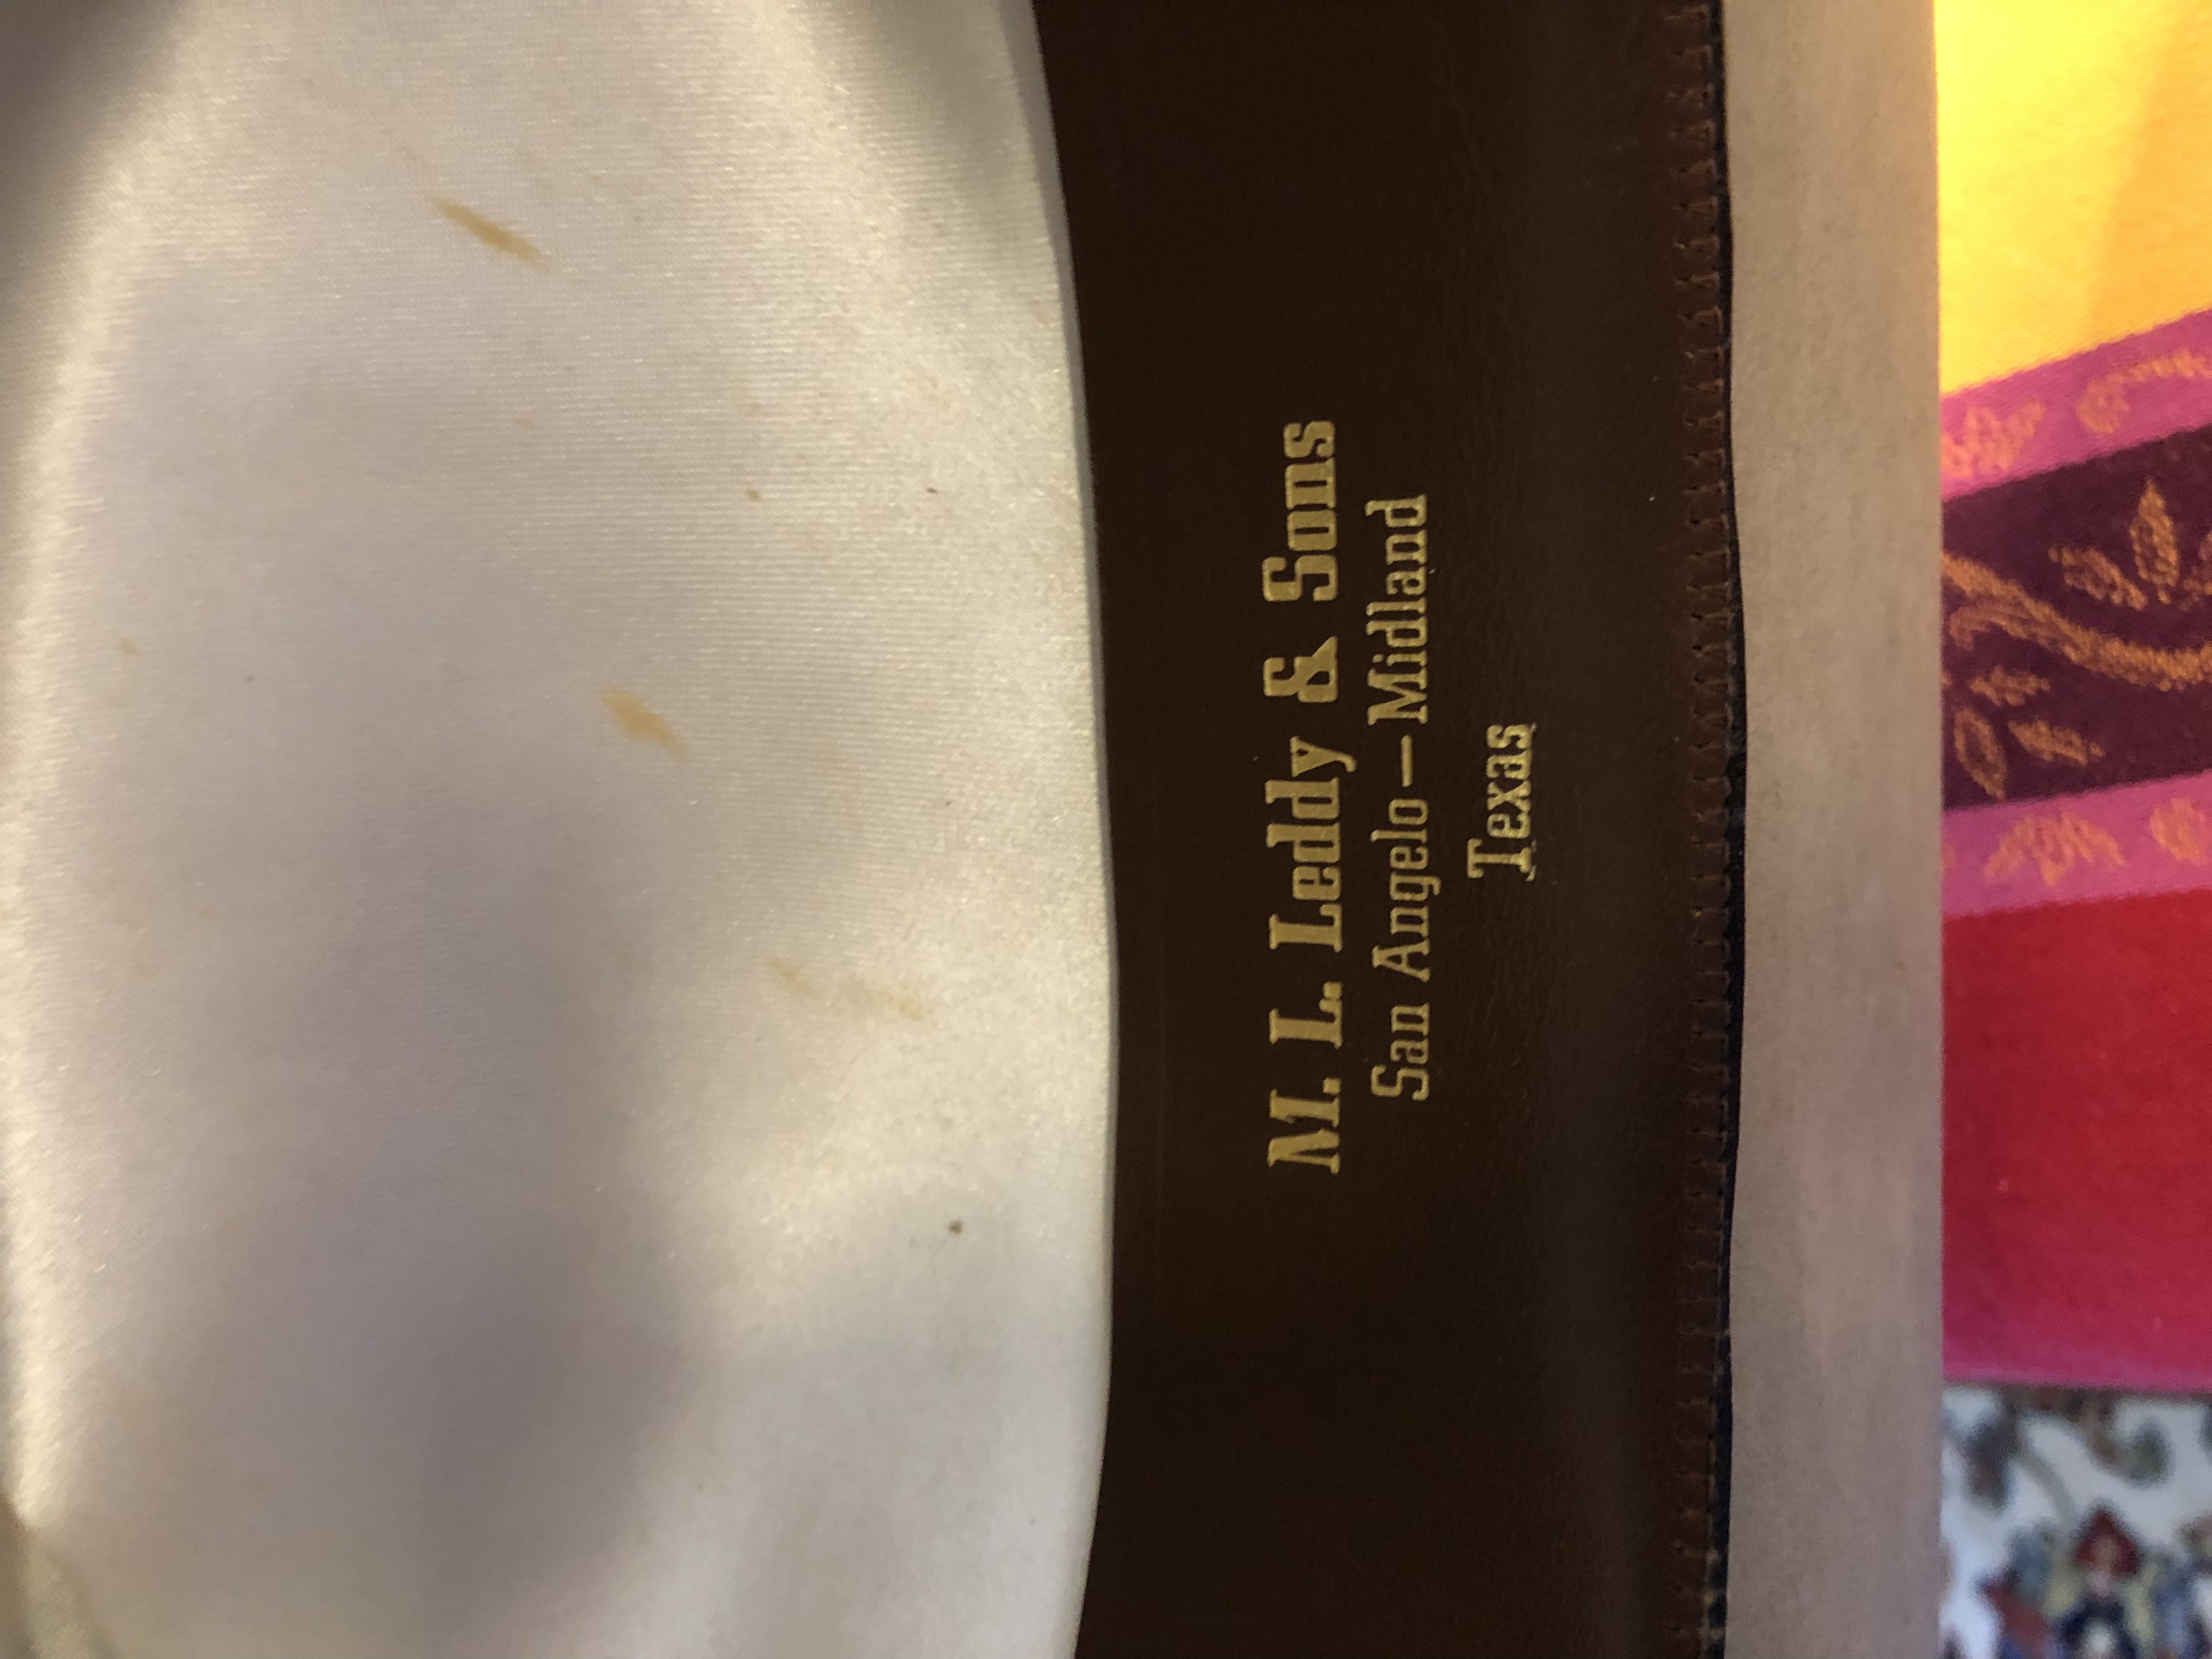 M. L. Leddy & Sons
San Angelo—Midland
Texas